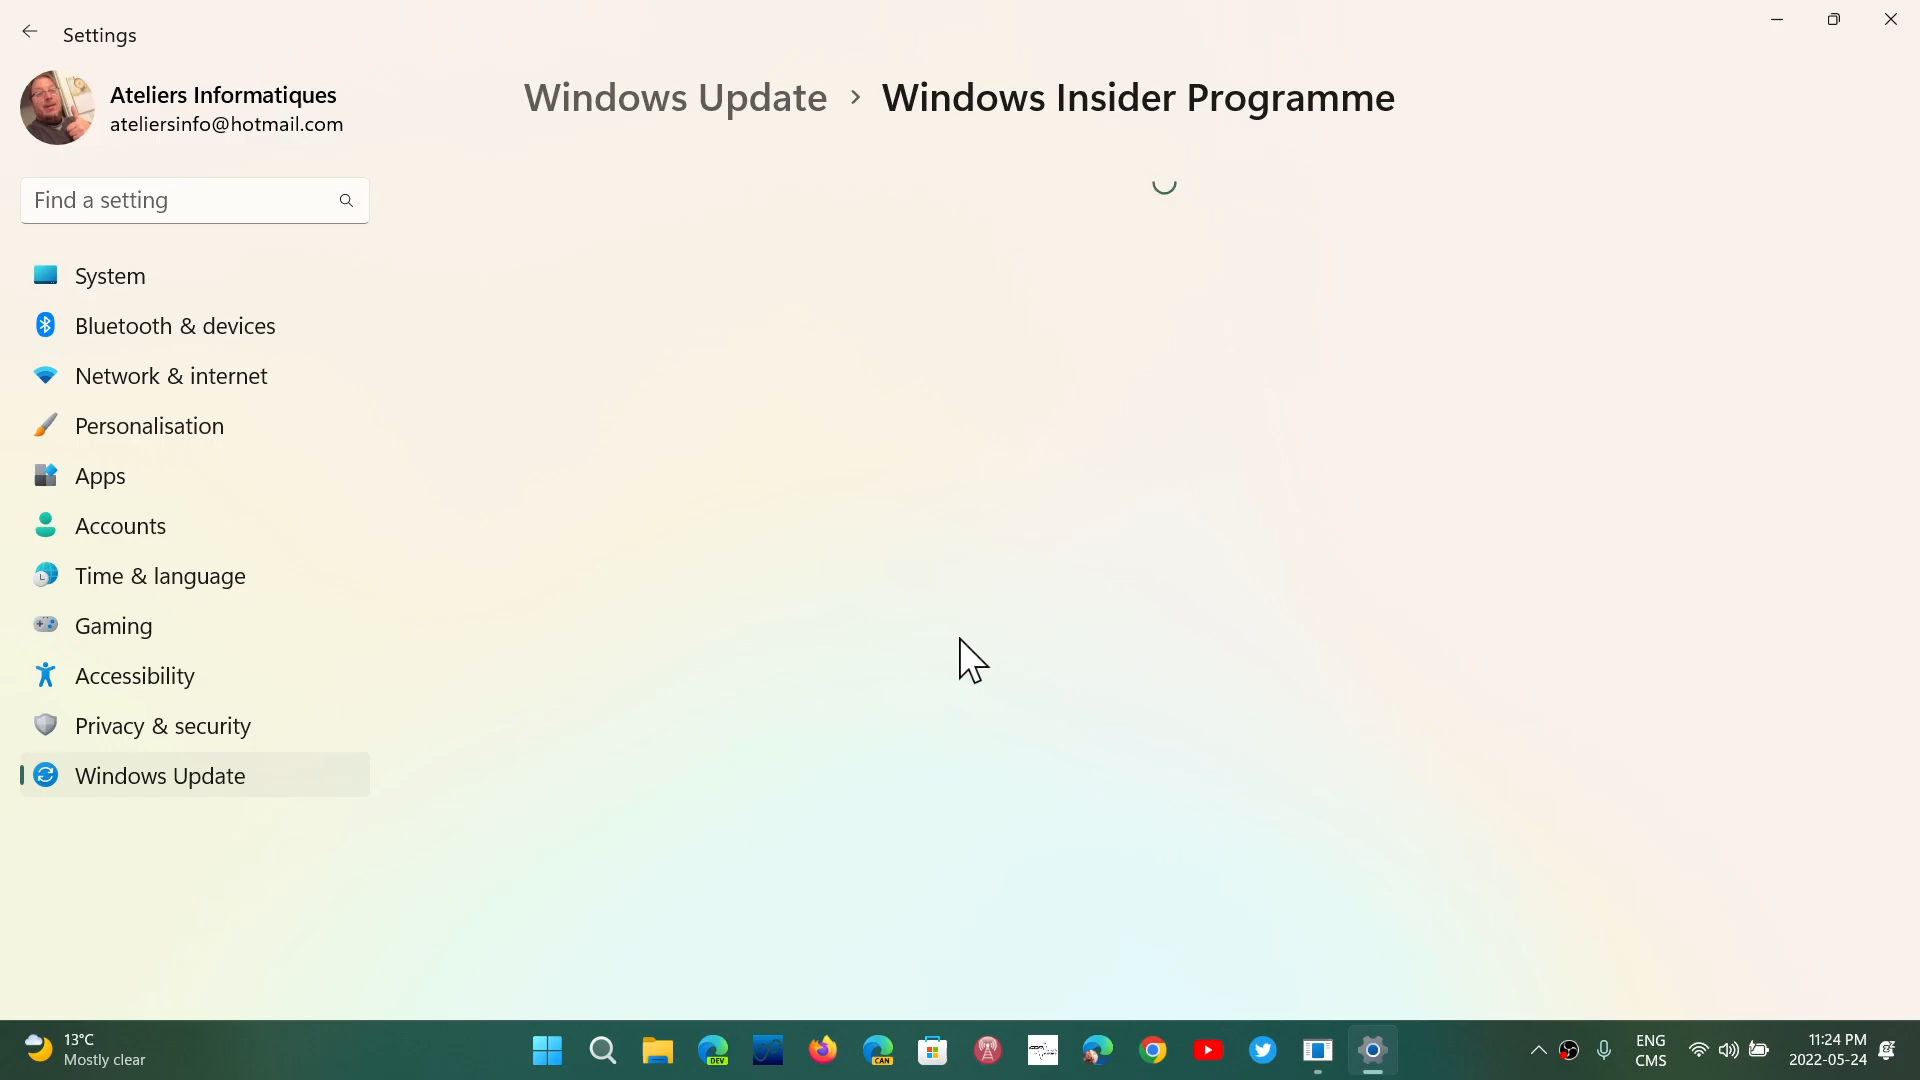 Settings
Ateliers Informatiques
ateliersinfo@hotmail.com
Windows Update > Windows Insider Programme
Find a setting
System
Bluetooth & devices
Network & internet
Personalisation
Apps
Accounts
Time & language
Gaming
Accessibility
Privacy & security
Windows Update
13°C
Mostly clear
DEV
CAN
ENG
CMS
11:24 PM
2022-05-24